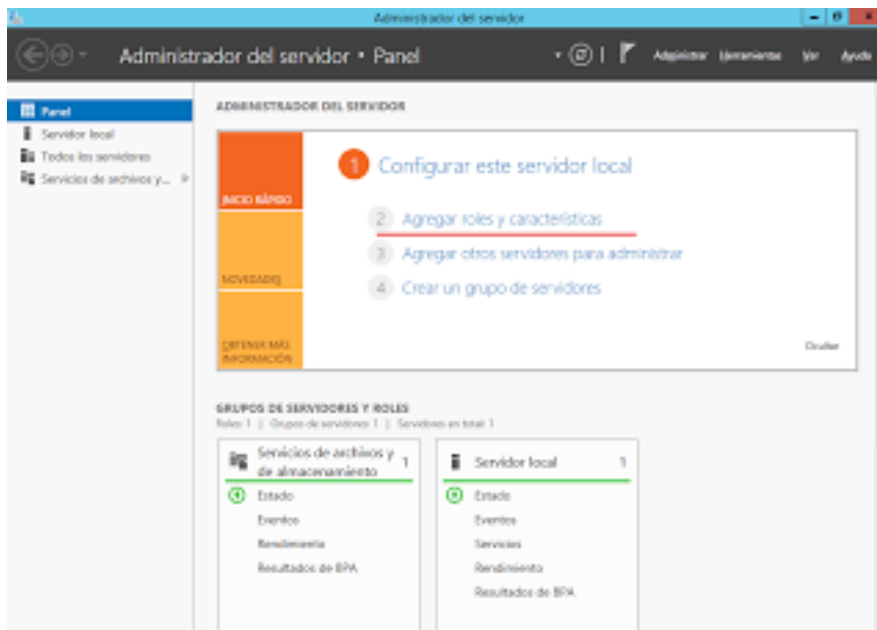 Administrador del servidor
Administrador del servidor • Panel
Administrar Herramientas Ver Ayuda
Panel
Servidor local
Todos los servidores
Servicios de archivos y...
ADMINISTRADOR DEL SERVIDOR
INICIO RÁPIDO
NOVEDADES
OBTENER MÁS
INFORMACIÓN
1 Configurar este servidor local
2 Agregar roles y características
3 Agregar otros servidores para administrar
4 Crear un grupo de servidores
Ocultar
GRUPOS DE SERVIDORES Y ROLES
Roles: 1 | Grupos de servidores: 1 | Servidores en total: 1
Servicios de archivos y
de almacenamiento
1
Estado
Eventos
Rendimiento
Resultados de BPA
Servidor local 1
Estado
Eventos
Servicios
Rendimiento
Resultados de BPA